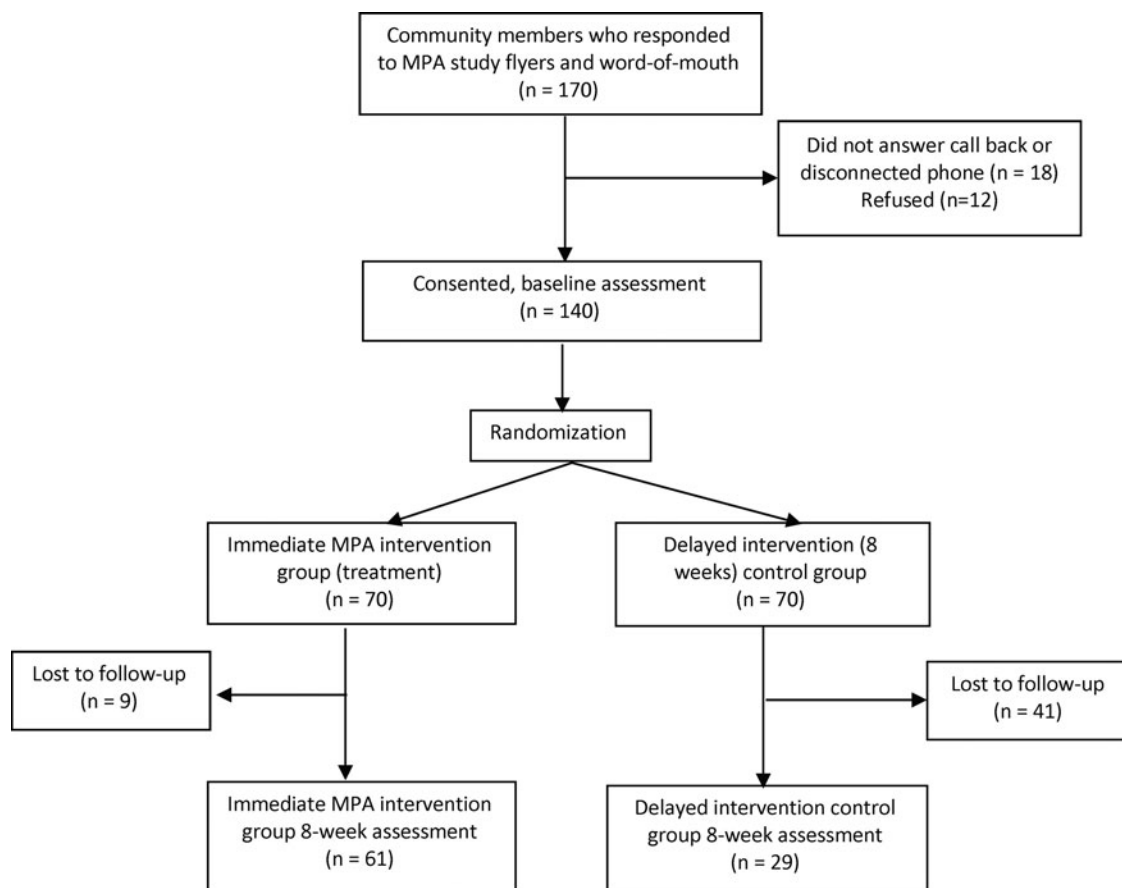 Community members who responded
to MPA study flyers and word-of-mouth
(n = 170)
Did not answer call back or
disconnected phone (n = 18)
Refused (n=12)
Consented, baseline assessment
(n = 140)
Randomization
Immediate MPA intervention
group (treatment)
(n = 70)
Delayed intervention (8
weeks) control group
(n = 70)
Lost to follow-up
(n = 9)
Lost to follow-up
(n = 41)
Immediate MPA intervention
group 8-week assessment
(n = 61)
Delayed intervention control
group 8-week assessment
(n = 29)